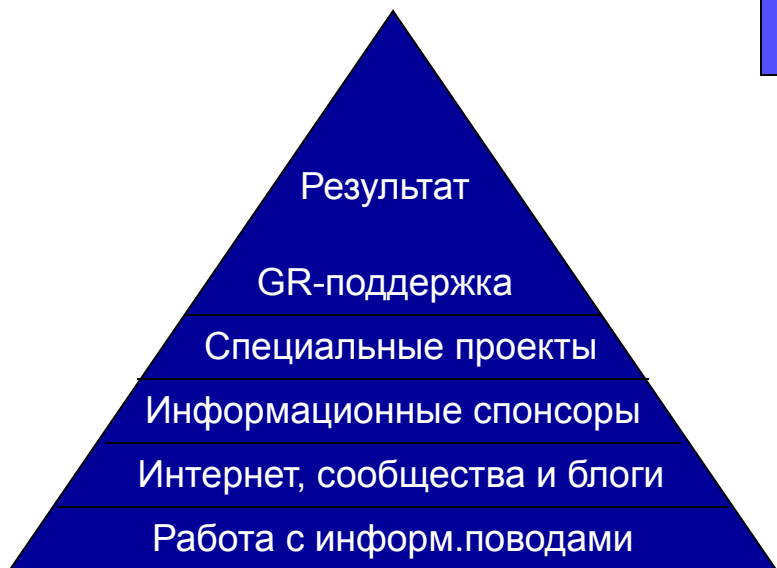 Результат
GR-поддержка
Специальные проекты
Информационные спонсоры
Интернет, сообщества и блоги
Работа с информ.поводами